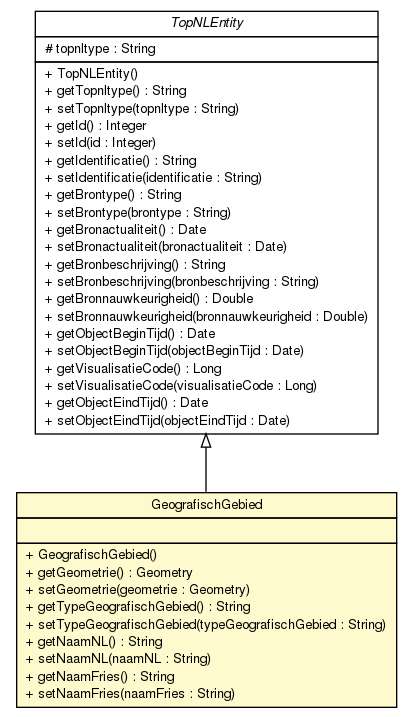 TopNLEntity
# topnltype : String
+ TopNLEntity()
+ getTopnltype() : String
+ setTopnltype(topnltype : String)
+ getId() : Integer
+ setId(id : Integer)
+ getIdentificatie() : String
+ setIdentificatie(identificatie : String)
+ getBrontype() : String
+ setBrontype(brontype : String)
+ getBronactualiteit() : Date
+ setBronactualiteit(bronactualiteit : Date)
+ getBronbeschrijving() : String
+ setBronbeschrijving(bronbeschrijving : String)
+ getBronnauwkeurigheid() : Double
+ setBronnauwkeurigheid(bronnauwkeurigheid : Double)
+ getObjectBeginTijd() : Date
+ setObjectBeginTijd(objectBeginTijd : Date)
+ getVisualisatieCode() : Long
+ setVisualisatieCode(visualisatieCode : Long)
+ getObjectEindTijd() : Date
+ setObjectEindTijd(objectEindTijd : Date)
GeografischGebied
+ GeografischGebied()
+ getGeometrie() : Geometry
+ setGeometrie(geometrie : Geometry)
+ getTypeGeografischGebied() : String
+ setTypeGeografischGebied(typeGeografischGebied : String)
+ getNaamNL() : String
+ setNaamNL(naamNL : String)
+ getNaamFries() : String
+ setNaamFries(naamFries : String)